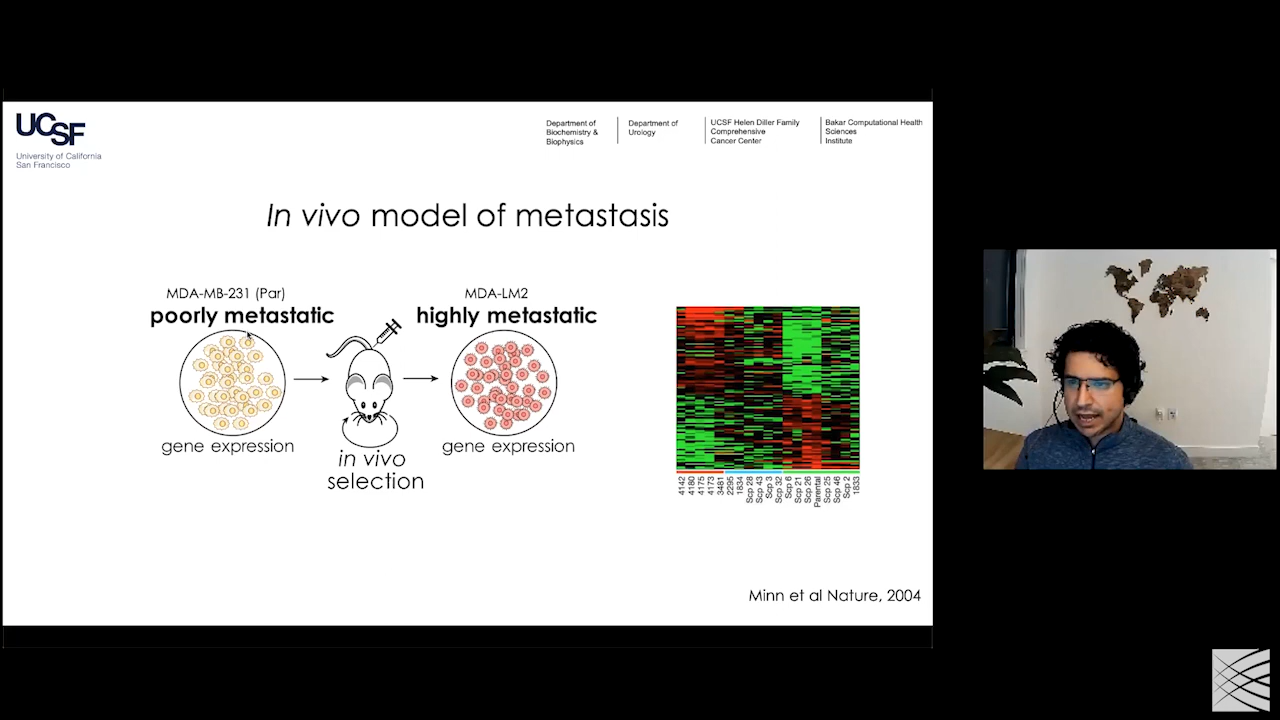 UCSF
University of California
San Francisco
Department of
Biochemistry &
Biophysics
Department of
Urology
UCSF Helen Diller Family
Comprehensive
Cancer Center
Bakar Computational Health
Sciences
Institute
In vivo model of metastasis
MDA-MB-231 (Par)
poorly metastatic
gene expression
in vivo
selection
MDA-LM2
highly metastatic
gene expression
4142
4180
4175
4173
3481
2295
1834
Scp 28
Scp 43
Scp 3
Scp 32
Scp 6
Scp 21
Scp 26
Parental
Scp 25
Scp 46
Scp 2
1833
Minn et al Nature, 2004